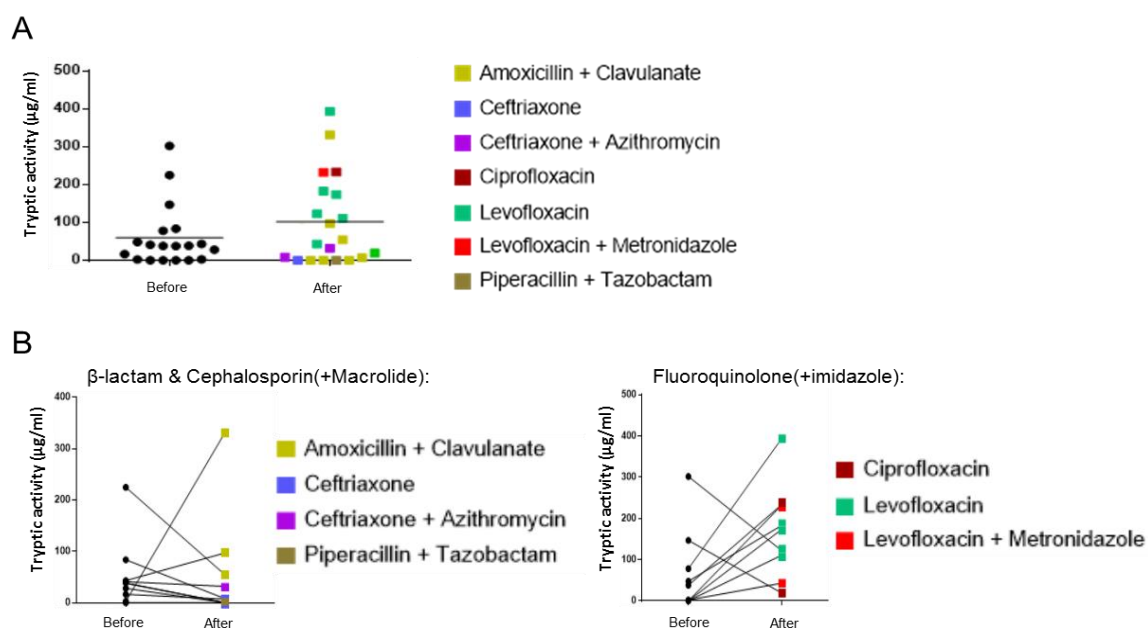 A
Tryptic activity (µg/ml)
500
400
300
200
100
0
Before
After
Amoxicillin + Clavulanate
Ceftriaxone
Ceftriaxone + Azithromycin
Ciprofloxacin
Levofloxacin
Levofloxacin + Metronidazole
Piperacillin + Tazobactam
B
β-lactam & Cephalosporin(+Macrolide):
Tryptic activity (µg/ml)
400
300
200
100
0
Before
After
Amoxicillin + Clavulanate
Ceftriaxone
Ceftriaxone + Azithromycin
Piperacillin + Tazobactam
Fluoroquinolone(+imidazole):
Tryptic activity (µg/ml)
500
400
300
200
100
0
Before
After
Ciprofloxacin
Levofloxacin
Levofloxacin + Metronidazole